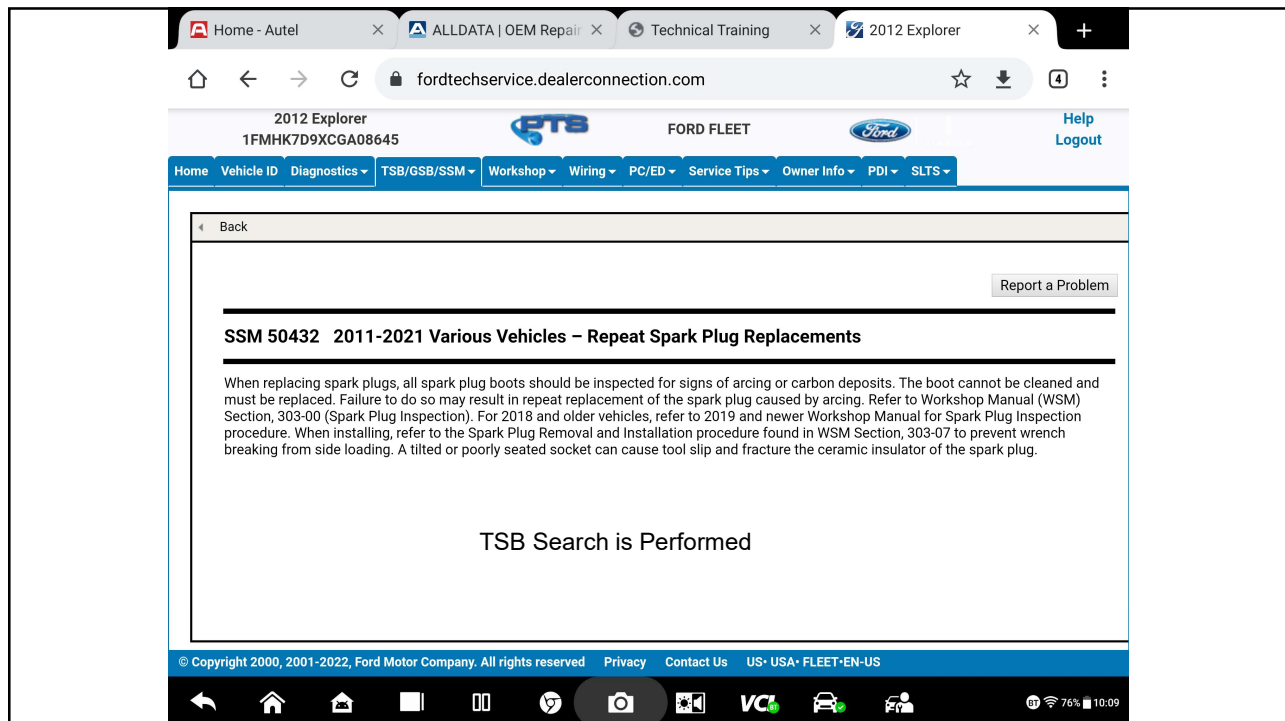 Home - Autel
ALLDATA | OEM Repair
Technical Training
2012 Explorer
fordtechservice.dealerconnection.com
4
2012 Explorer
1FMHK7D9XCGA08645
PTS
FORD FLEET
Ford
Help
Logout
Home Vehicle ID Diagnostics TSB/GSB/SSM Workshop Wiring PC/ED Service Tips Owner Info PDI SLTS
Back
Report a Problem
SSM 50432 2011-2021 Various Vehicles – Repeat Spark Plug Replacements
When replacing spark plugs, all spark plug boots should be inspected for signs of arcing or carbon deposits. The boot cannot be cleaned and
must be replaced. Failure to do so may result in repeat replacement of the spark plug caused by arcing. Refer to Workshop Manual (WSM)
Section, 303-00 (Spark Plug Inspection). For 2018 and older vehicles, refer to 2019 and newer Workshop Manual for Spark Plug Inspection
procedure. When installing, refer to the Spark Plug Removal and Installation procedure found in WSM Section, 303-07 to prevent wrench
breaking from side loading. A tilted or poorly seated socket can cause tool slip and fracture the ceramic insulator of the spark plug.
TSB Search is Performed
© Copyright 2000, 2001-2022, Ford Motor Company. All rights reserved Privacy Contact Us US• USA• FLEET•EN-US
VCI BT BT 76% 10:09